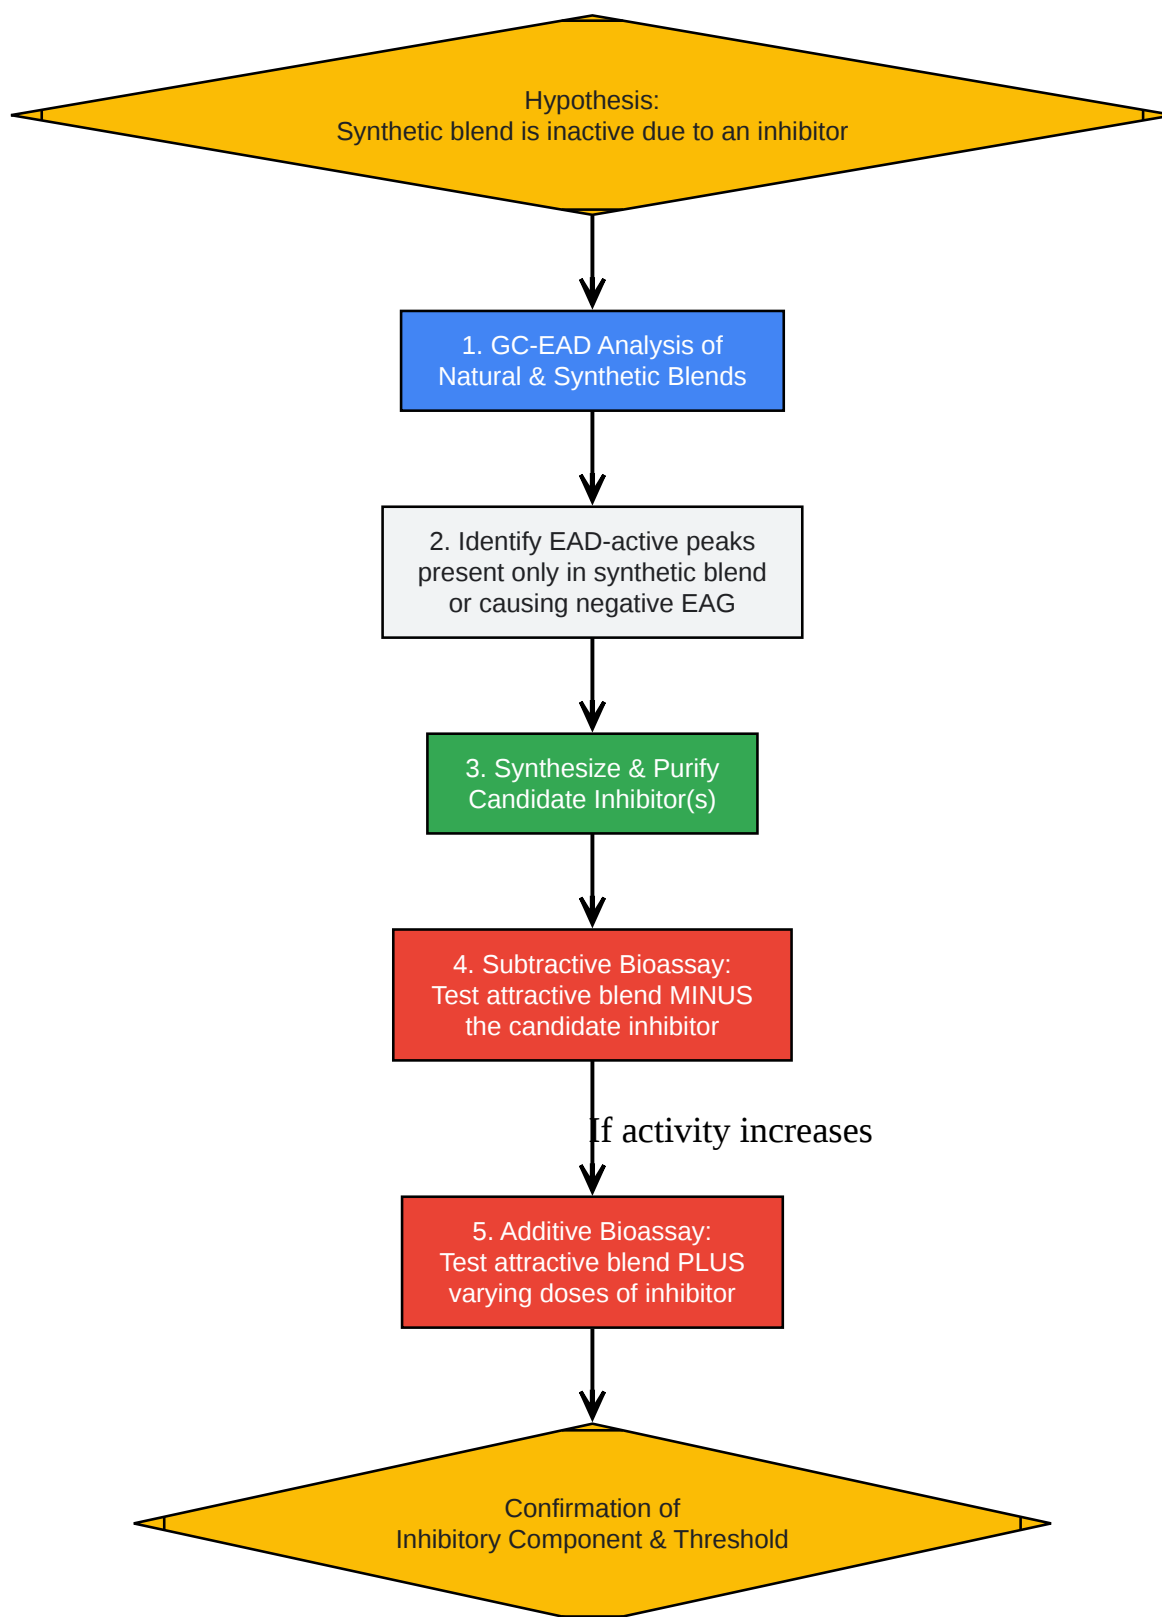 Hypothesis:
Synthetic blend is inactive due to an inhibitor
1. GC-EAD Analysis of
Natural & Synthetic Blends
2. Identify EAD-active peaks
present only in synthetic blend
or causing negative EAG
3. Synthesize & Purify
Candidate Inhibitor(s)
4. Subtractive Bioassay:
Test attractive blend MINUS
the candidate inhibitor
If activity increases
5. Additive Bioassay:
Test attractive blend PLUS
varying doses of inhibitor
Confirmation of
Inhibitory Component & Threshold